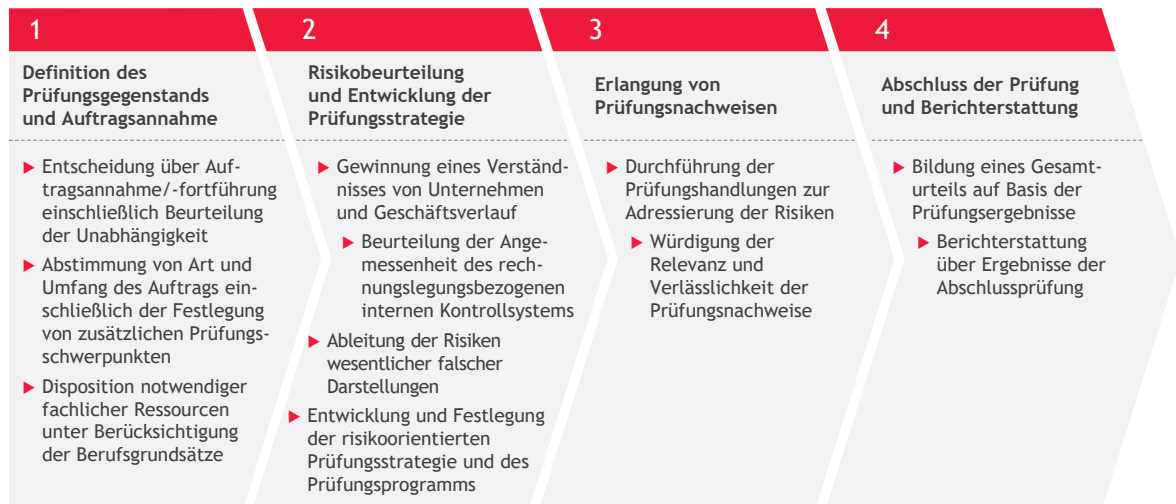 1
Definition des
Prüfungsgegenstands
und Auftragsannahme
▶ Entscheidung über Auf-
tragsannahme/-fortführung
einschließlich Beurteilung
der Unabhängigkeit
▶ Abstimmung von Art und
Umfang des Auftrags ein-
schließlich der Festlegung
von zusätzlichen Prüfungs-
schwerpunkten
▶ Disposition notwendiger
fachlicher Ressourcen
unter Berücksichtigung
der Berufsgrundsätze
2
Risikobeurteilung
und Entwicklung der
Prüfungsstrategie
▶ Gewinnung eines Verständ-
nisses von Unternehmen
und Geschäftsverlauf
▶ Beurteilung der Ange-
messenheit des rech-
nungslegungsbezogenen
internen Kontrollsystems
▶ Ableitung der Risiken
wesentlicher falscher
Darstellungen
▶ Entwicklung und Festlegung
der risikoorientierten
Prüfungsstrategie und des
Prüfungsprogramms
3
Erlangung von
Prüfungsnachweisen
▶ Durchführung der
Prüfungshandlungen zur
Adressierung der Risiken
▶ Würdigung der
Relevanz und
Verlässlichkeit der
Prüfungsnachweise
4
Abschluss der Prüfung
und Berichterstattung
▶ Bildung eines Gesamt-
urteils auf Basis der
Prüfungsergebnisse
▶ Berichterstattung
über Ergebnisse der
Abschlussprüfung